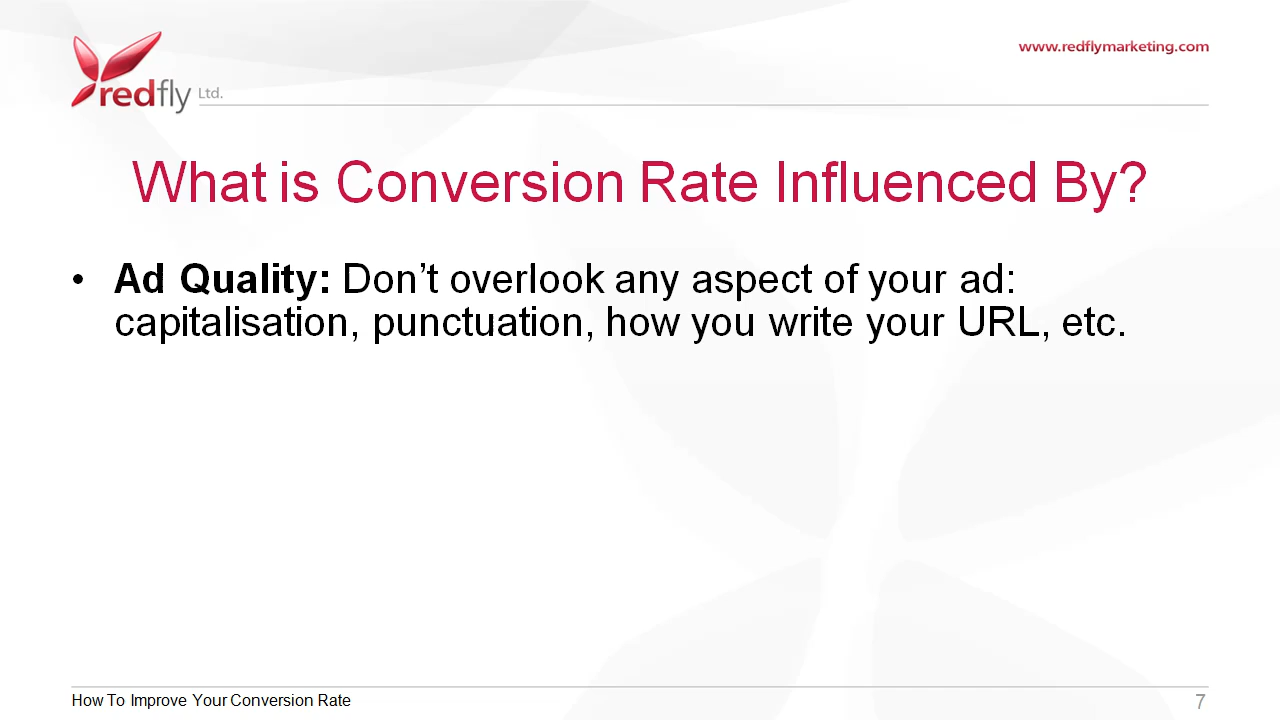 www.redflymarketing.com
redfly Ltd.
What is Conversion Rate Influenced By?
• Ad Quality: Don’t overlook any aspect of your ad:
capitalisation, punctuation, how you write your URL, etc.
How To Improve Your Conversion Rate
7